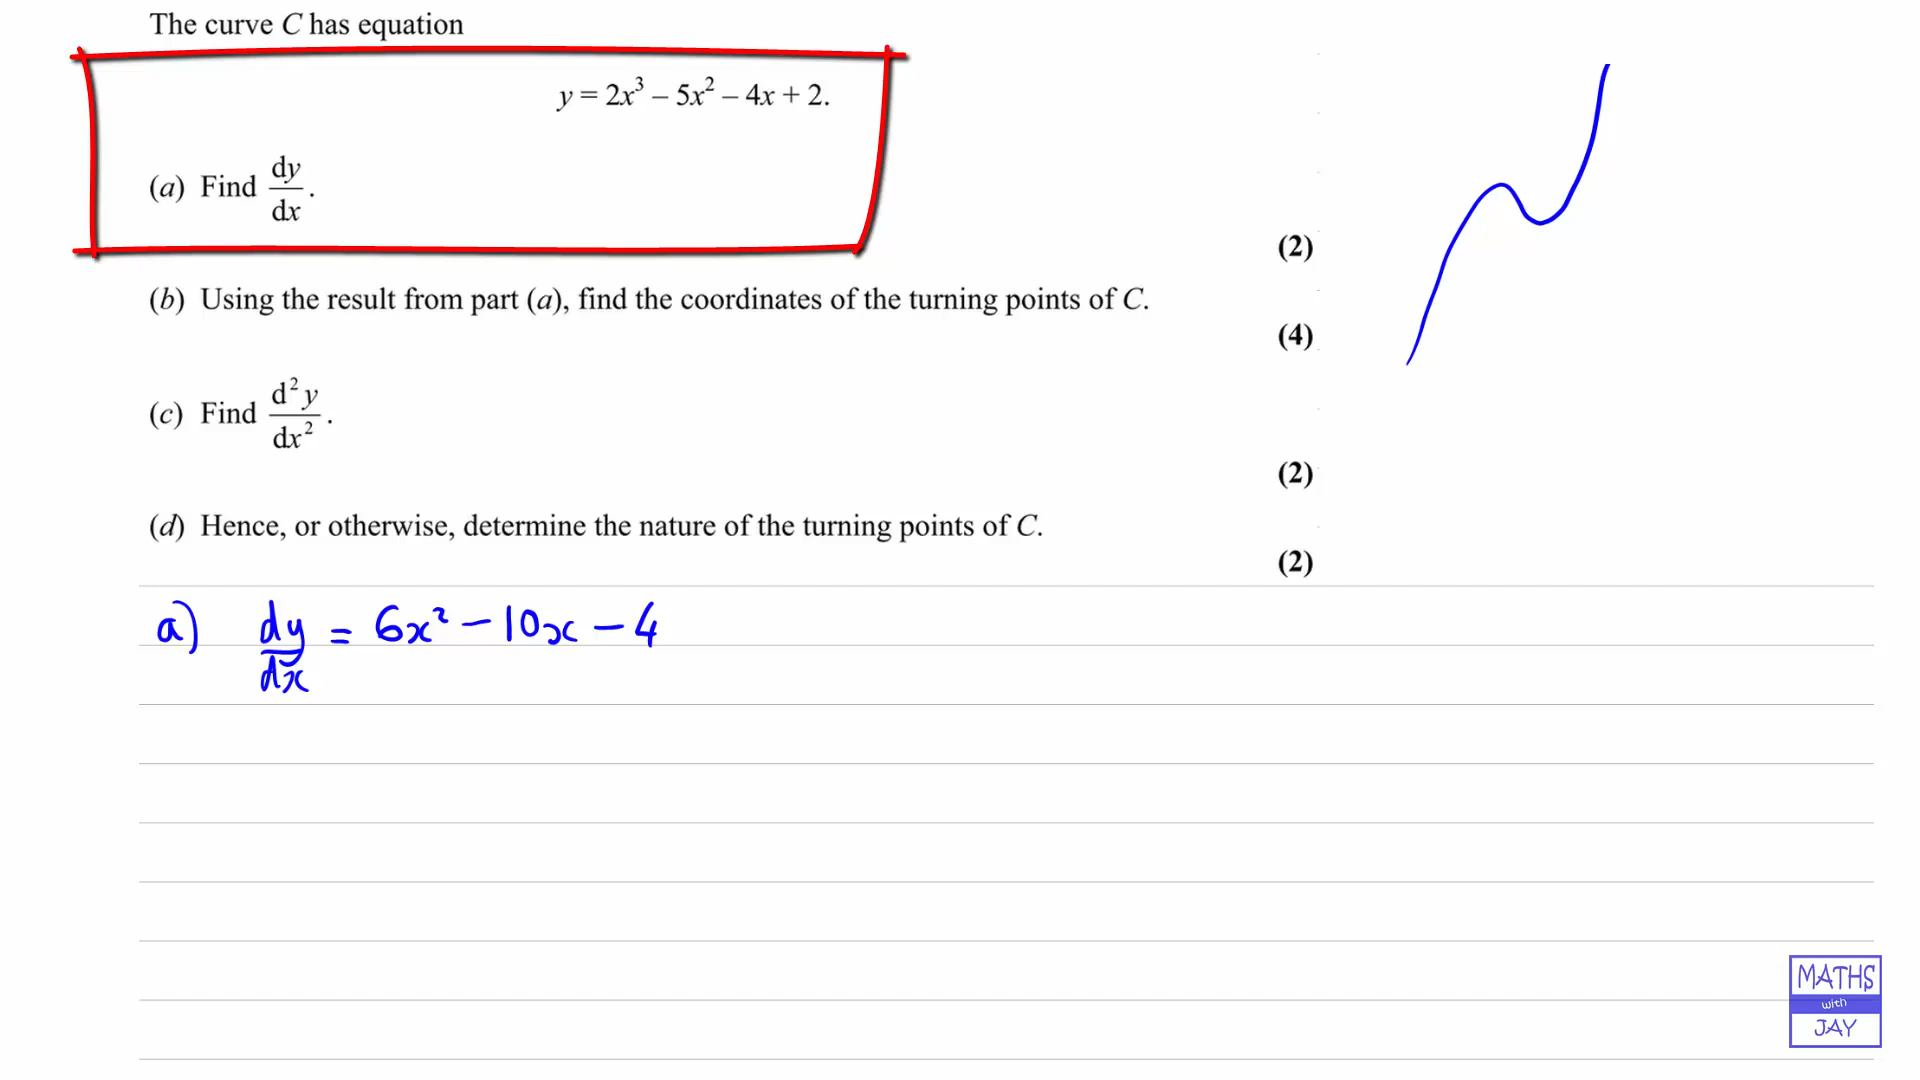 The curve C has equation
y = 2x³ – 5x² – 4x + 2.
(a) Find dy/dx.
(2)
(b) Using the result from part (a), find the coordinates of the turning points of C.
(4)
(c) Find d²y/dx².
(2)
(d) Hence, or otherwise, determine the nature of the turning points of C.
(2)
a) dy/dx = 6x² – 10x – 4
MATHS
with
JAY